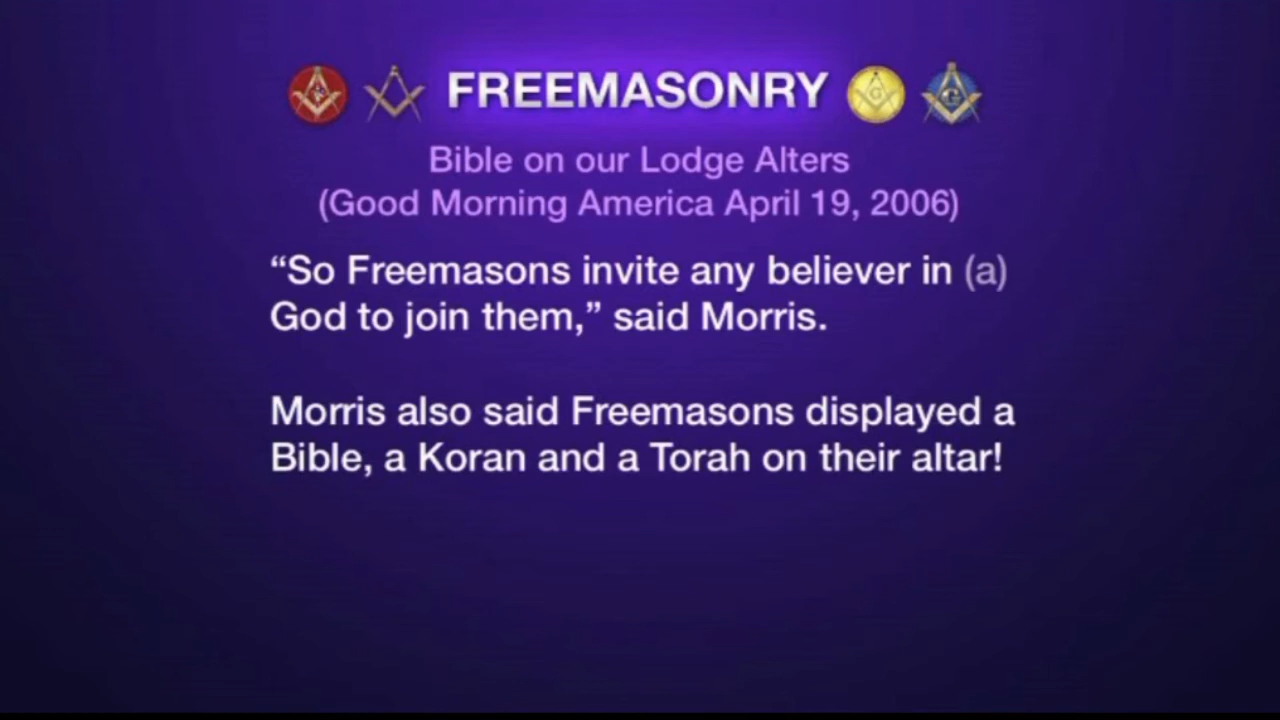 FREEMASONRY
Bible on our Lodge Alters
(Good Morning America April 19, 2006)
“So Freemasons invite any believer in (a)
God to join them,” said Morris.
Morris also said Freemasons displayed a
Bible, a Koran and a Torah on their altar!